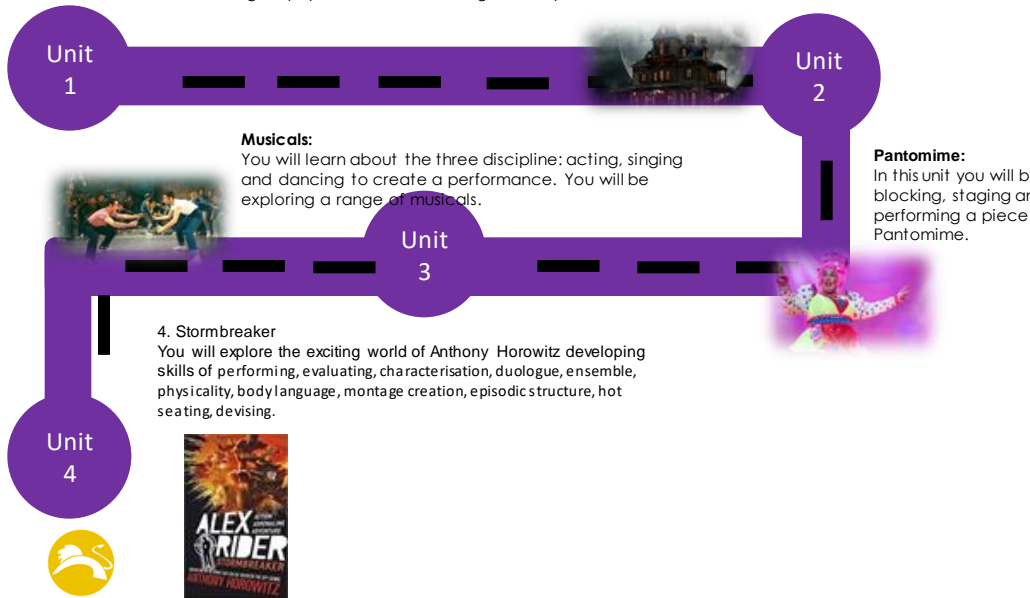 Unit
1
Unit
2
Musicals:
You will learn about the three discipline: acting, singing
and dancing to create a performance. You will be
exploring a range of musicals.
Pantomime:
In this unit you will b
blocking, staging ar
performing a piece
Pantomime.
Unit
3
4. Stormbreaker
You will explore the exciting world of Anthony Horowitz developing
skills of performing, evaluating, characterisation, duologue, ensemble,
physicality, body language, montage creation, episodic structure, hot
seating, devising.
Unit
4
ALEX
RIDER
STORMBREAKER
ANTHONY HOROWITZ